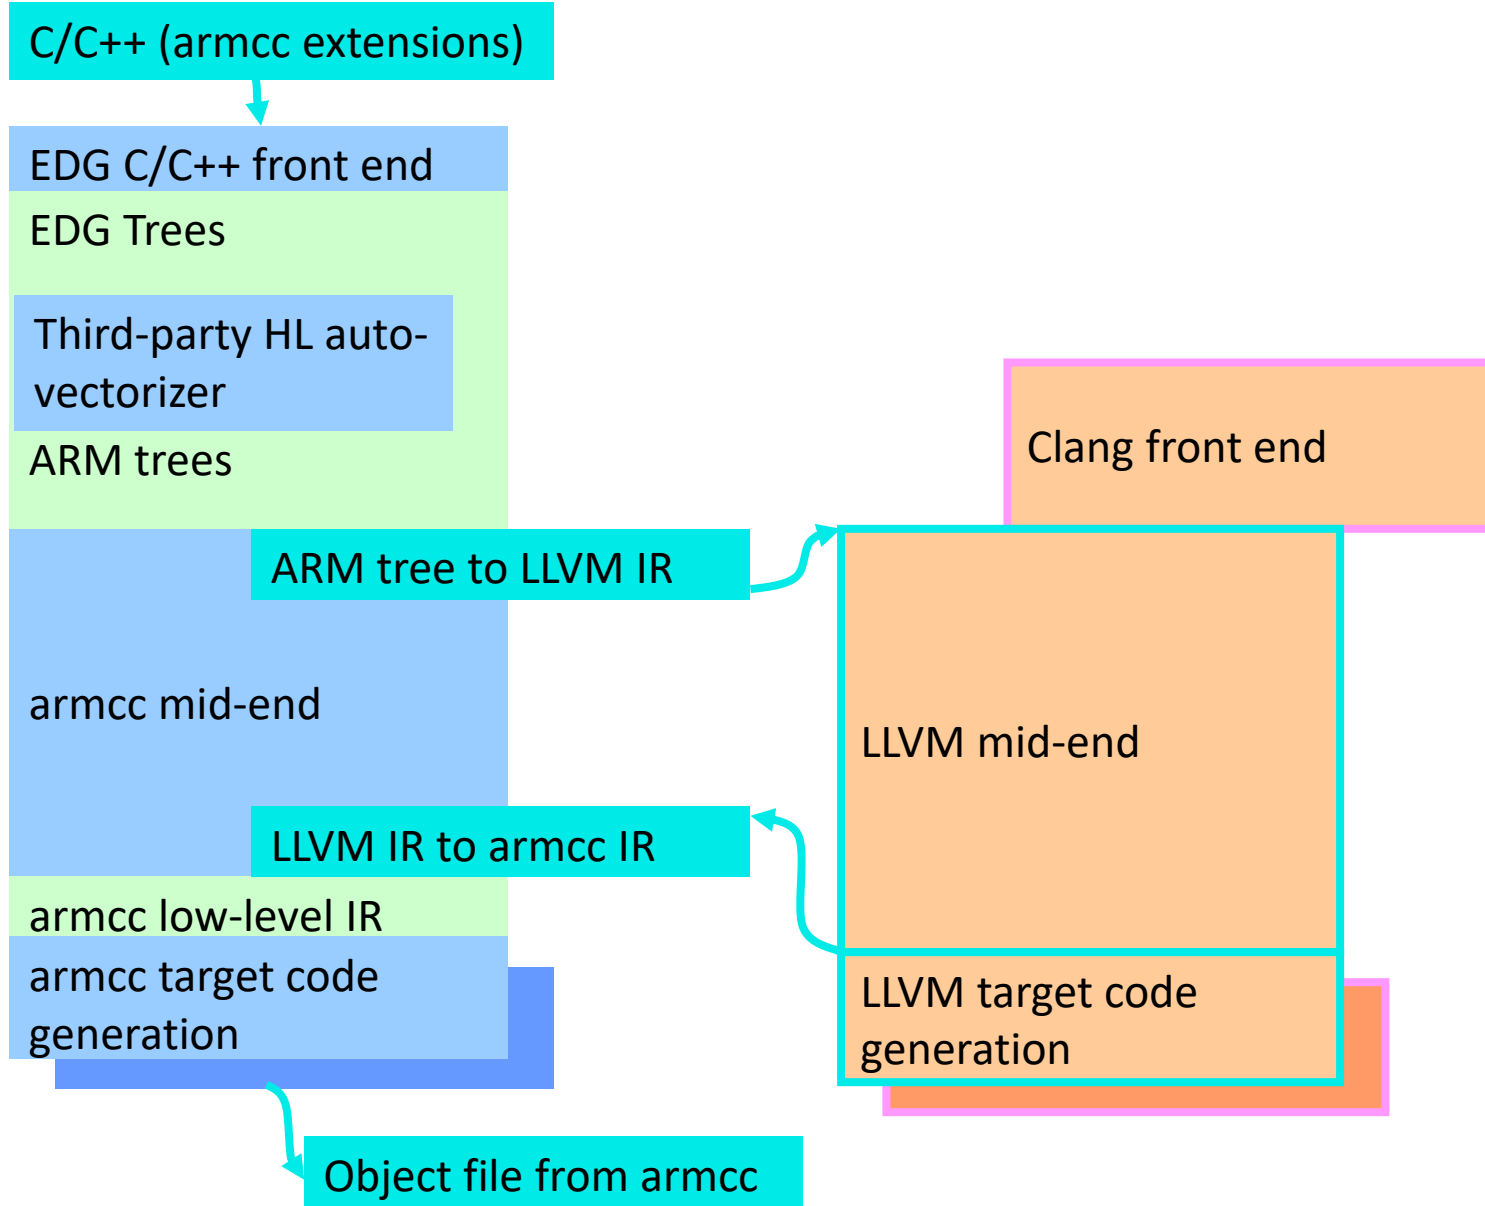 C/C++ (armcc extensions)
EDG C/C++ front end
EDG Trees
Third-party HL auto-
vectorizer
ARM trees
Clang front end
ARM tree to LLVM IR
armcc mid-end
LLVM mid-end
LLVM IR to armcc IR
armcc low-level IR
armcc target code
generation
LLVM target code
generation
Object file from armcc